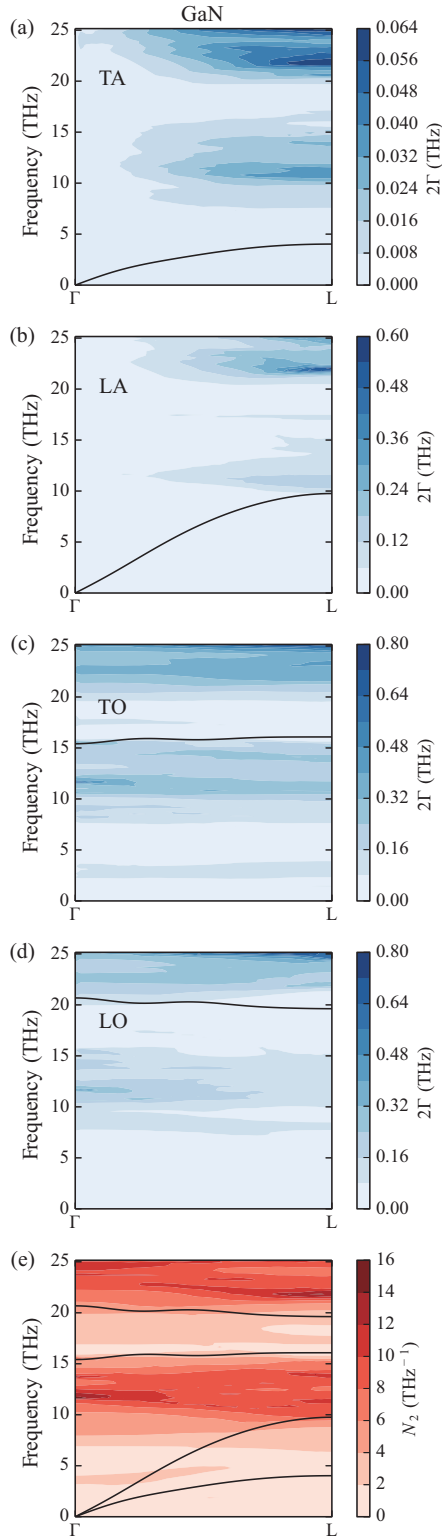 GaN
(a)
TA
Frequency (THz)
25
20
15
10
5
0
Γ
L
0.064
0.056
0.048
0.040
0.032
0.024
0.016
0.008
0.000
2Γ (THz)
(b)
LA
Frequency (THz)
25
20
15
10
5
0
Γ
L
0.60
0.48
0.36
0.24
0.12
0.00
2Γ (THz)
(c)
TO
Frequency (THz)
25
20
15
10
5
0
Γ
L
0.80
0.64
0.48
0.32
0.16
0.00
2Γ (THz)
(d)
LO
Frequency (THz)
25
20
15
10
5
0
Γ
L
0.80
0.64
0.48
0.32
0.16
0.00
2Γ (THz)
(e)
Frequency (THz)
25
20
15
10
5
0
Γ
L
16
14
12
10
8
6
4
2
0
N₂ (THz⁻¹)